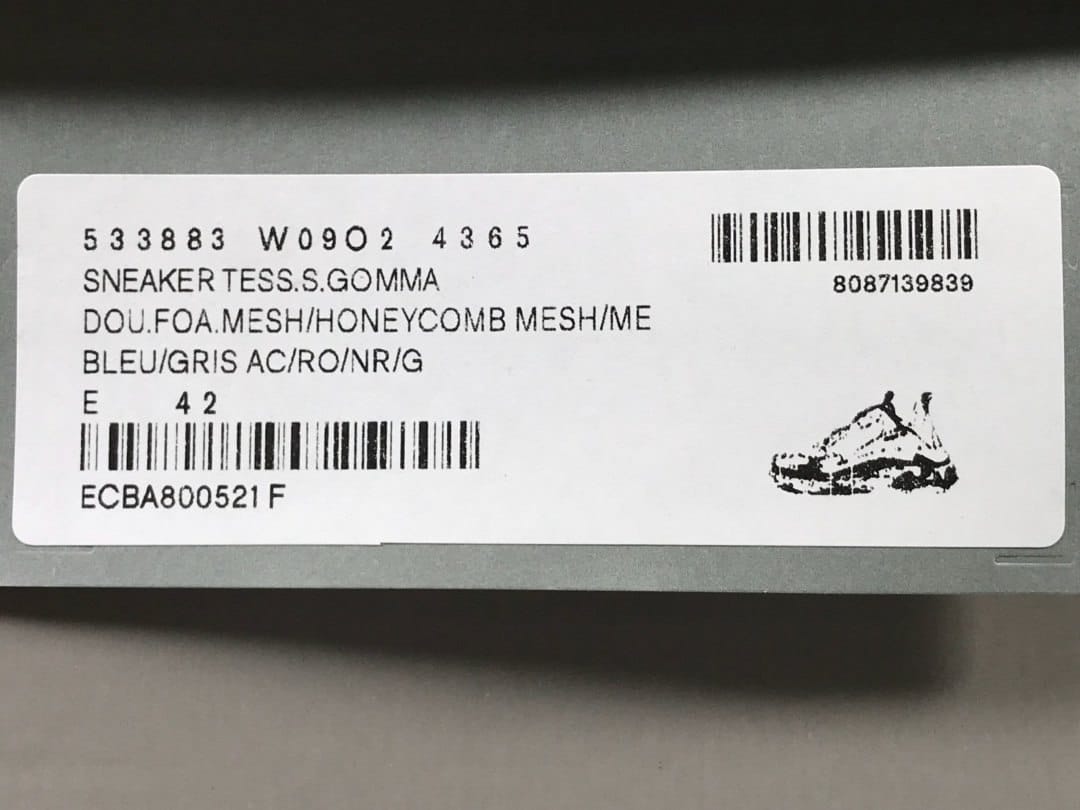 533883 W09O2 4365
SNEAKER TESS.S.GOMMA
DOU.FOA.MESH/HONEYCOMB MESH/ME
BLEU/GRIS AC/RO/NR/G
E 42
ECBA800521F
8087139839